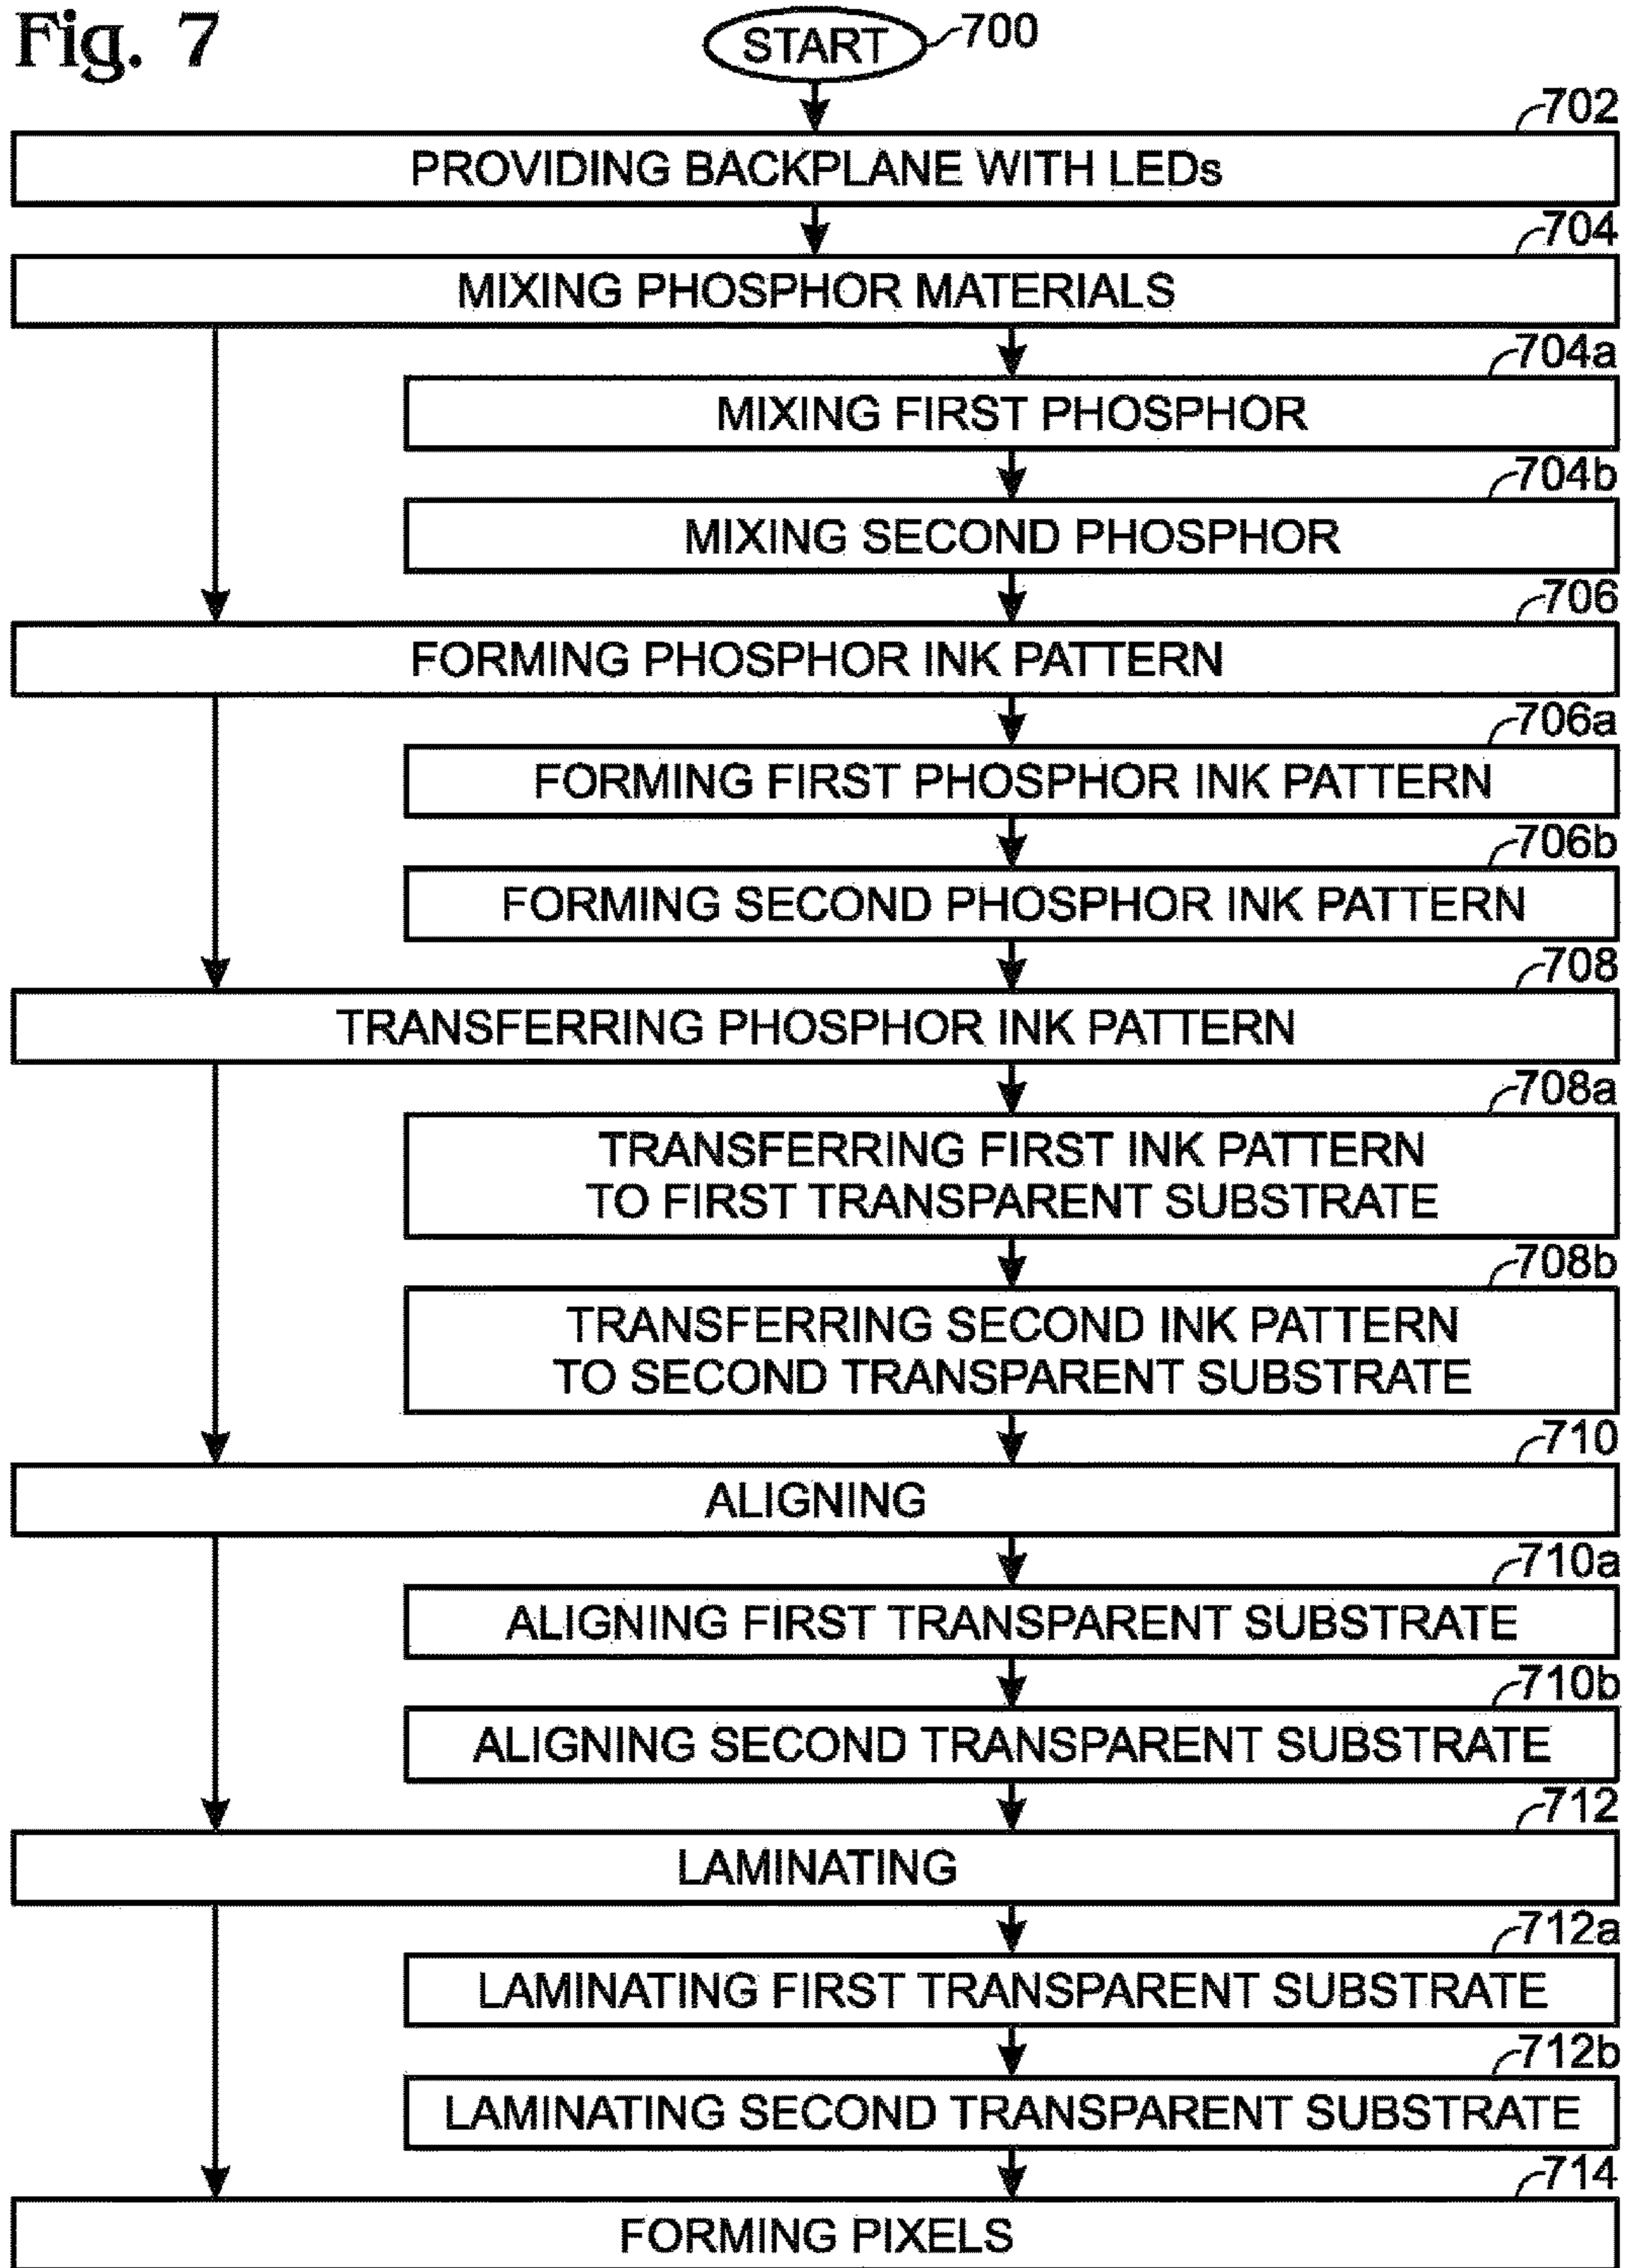 Fig. 7
START
700
702
PROVIDING BACKPLANE WITH LEDs
704
MIXING PHOSPHOR MATERIALS
704a
MIXING FIRST PHOSPHOR
704b
MIXING SECOND PHOSPHOR
706
FORMING PHOSPHOR INK PATTERN
706a
FORMING FIRST PHOSPHOR INK PATTERN
706b
FORMING SECOND PHOSPHOR INK PATTERN
708
TRANSFERRING PHOSPHOR INK PATTERN
708a
TRANSFERRING FIRST INK PATTERN
TO FIRST TRANSPARENT SUBSTRATE
708b
TRANSFERRING SECOND INK PATTERN
TO SECOND TRANSPARENT SUBSTRATE
710
ALIGNING
710a
ALIGNING FIRST TRANSPARENT SUBSTRATE
710b
ALIGNING SECOND TRANSPARENT SUBSTRATE
712
LAMINATING
712a
LAMINATING FIRST TRANSPARENT SUBSTRATE
712b
LAMINATING SECOND TRANSPARENT SUBSTRATE
714
FORMING PIXELS